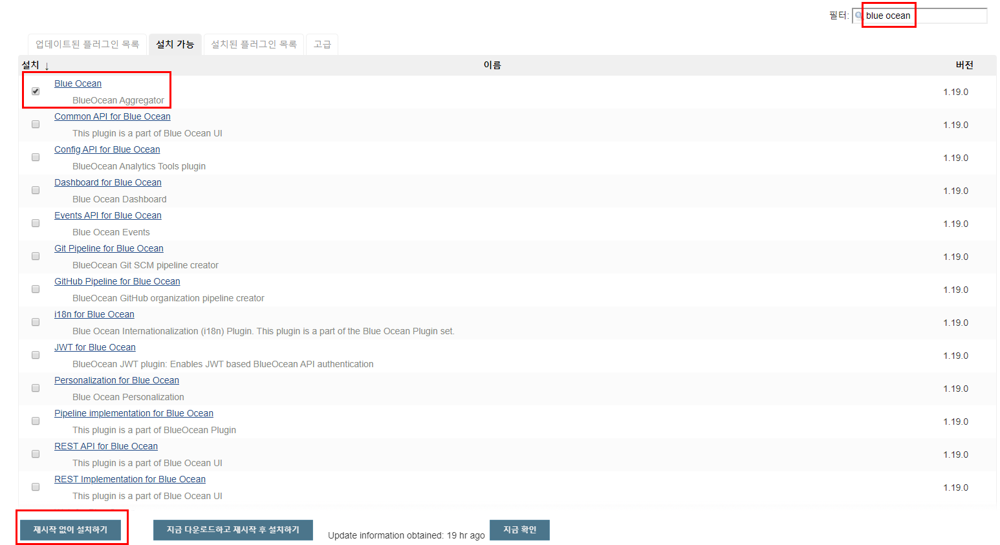 필터: blue ocean
업데이트된 플러그인 목록 설치 가능 설치된 플러그인 목록 고급
설치 ↓ 이름 버전
Blue Ocean
BlueOcean Aggregator
1.19.0
Common API for Blue Ocean
This plugin is a part of Blue Ocean UI
1.19.0
Config API for Blue Ocean
BlueOcean Analytics Tools plugin
1.19.0
Dashboard for Blue Ocean
Blue Ocean Dashboard
1.19.0
Events API for Blue Ocean
Blue Ocean Events
1.19.0
Git Pipeline for Blue Ocean
BlueOcean Git SCM pipeline creator
1.19.0
GitHub Pipeline for Blue Ocean
BlueOcean GitHub organization pipeline creator
1.19.0
i18n for Blue Ocean
Blue Ocean Internationalization (i18n) Plugin. This plugin is a part of the Blue Ocean Plugin set.
1.19.0
JWT for Blue Ocean
BlueOcean JWT plugin: Enables JWT based BlueOcean API authentication
1.19.0
Personalization for Blue Ocean
Blue Ocean Personalization
1.19.0
Pipeline implementation for Blue Ocean
This plugin is a part of BlueOcean Plugin
1.19.0
REST API for Blue Ocean
This plugin is a part of Blue Ocean UI
1.19.0
REST Implementation for Blue Ocean
This plugin is a part of Blue Ocean UI
1.19.0
재시작 없이 설치하기 지금 다운로드하고 재시작 후 설치하기 Update information obtained: 19 hr ago 지금 확인